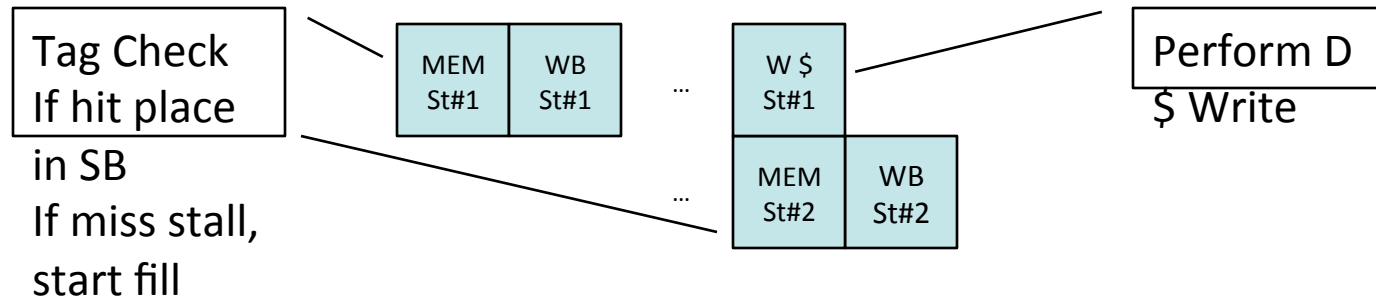 Tag Check
If hit place
in SB
If miss stall,
start fill
MEM
St#1
WB
St#1
...
W $
St#1
...
MEM
St#2
WB
St#2
Perform D
$ Write